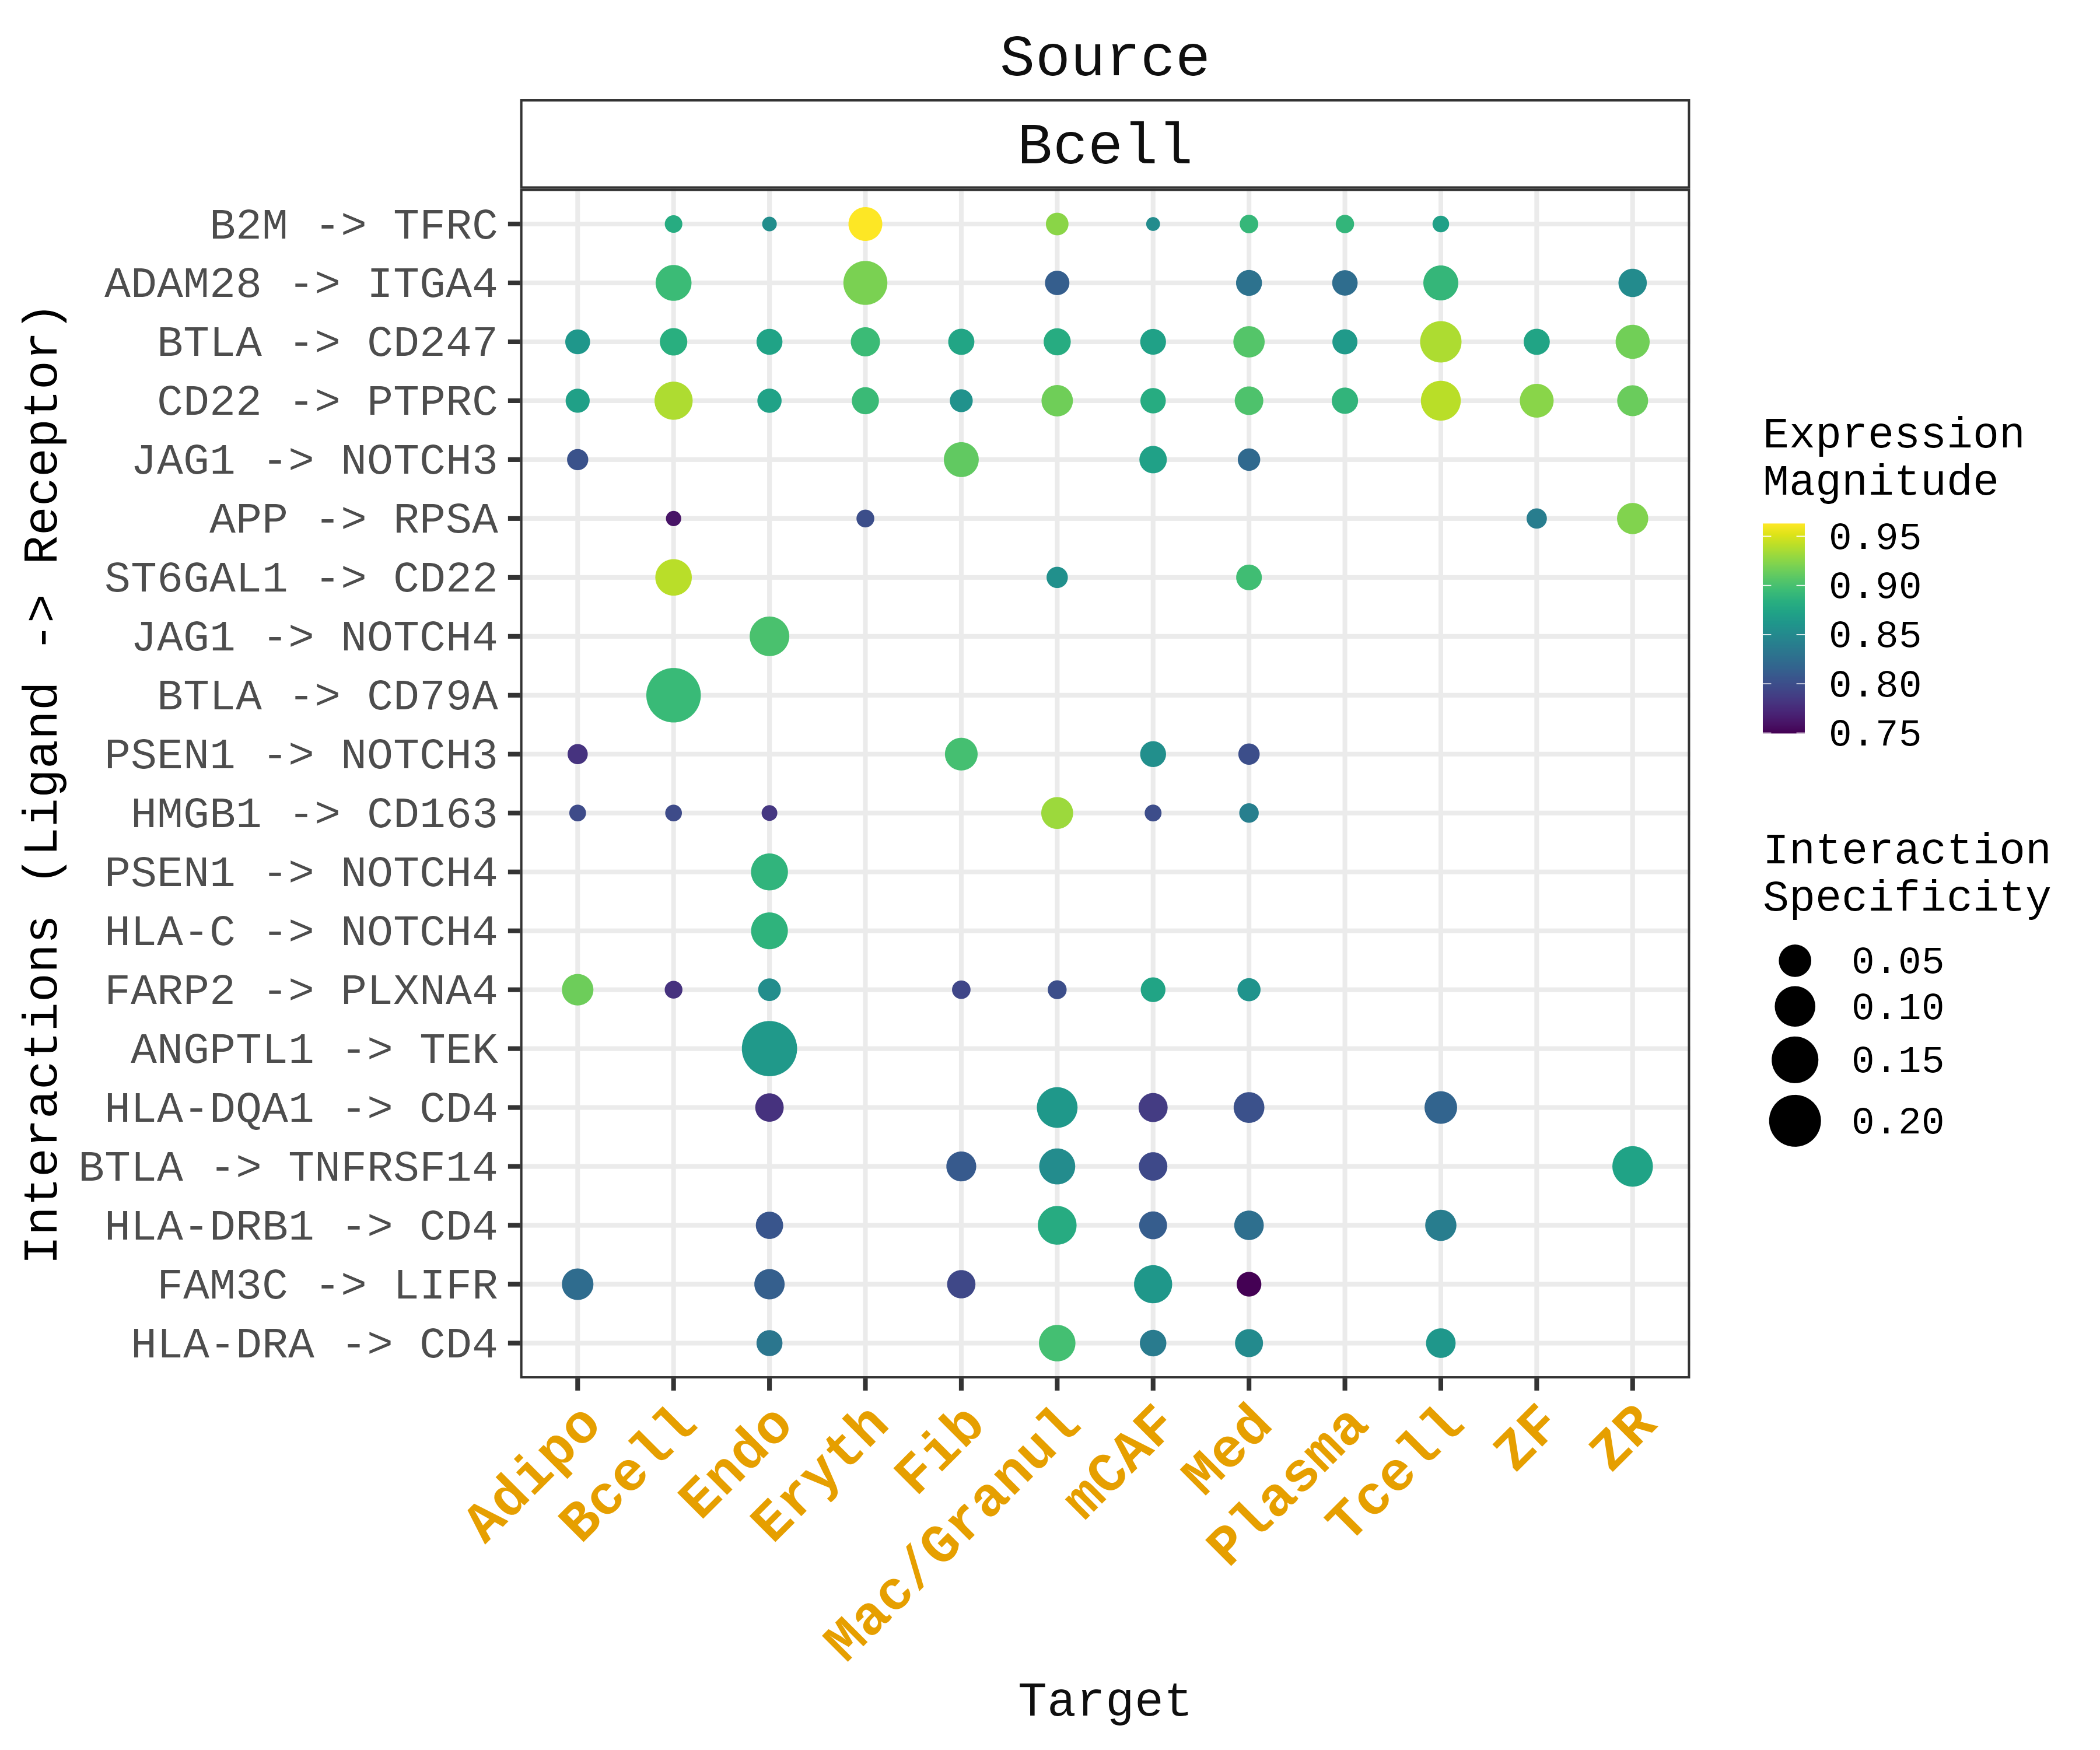 Source
Bcell
B2M -> TFRC
ADAM28 -> ITGA4
BTLA -> CD247
CD22 -> PTPRC
JAG1 -> NOTCH3
APP -> RPSA
ST6GAL1 -> CD22
JAG1 -> NOTCH4
BTLA -> CD79A
PSEN1 -> NOTCH3
HMGB1 -> CD163
PSEN1 -> NOTCH4
HLA-C -> NOTCH4
FARP2 -> PLXNA4
ANGPTL1 -> TEK
HLA-DQA1 -> CD4
BTLA -> TNFRSF14
HLA-DRB1 -> CD4
FAM3C -> LIFR
HLA-DRA -> CD4
Interactions (Ligand -> Receptor)
Adipo
Bcell
Endo
Eryth
Fib
Mac/Granul
mCAF
Med
Plasma
Tcell
ZF
ZR
Target
Expression
Magnitude
0.95
0.90
0.85
0.80
0.75
Interaction
Specificity
0.05
0.10
0.15
0.20